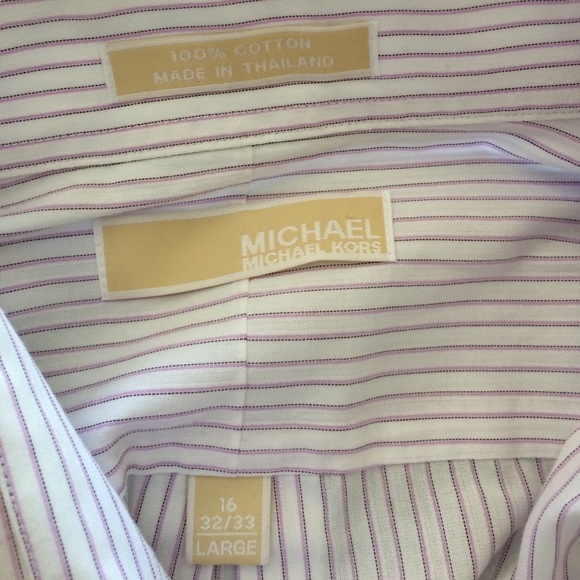 100% COTTON
MADE IN THAILAND
MICHAEL
MICHAEL KORS
16
32/33
LARGE